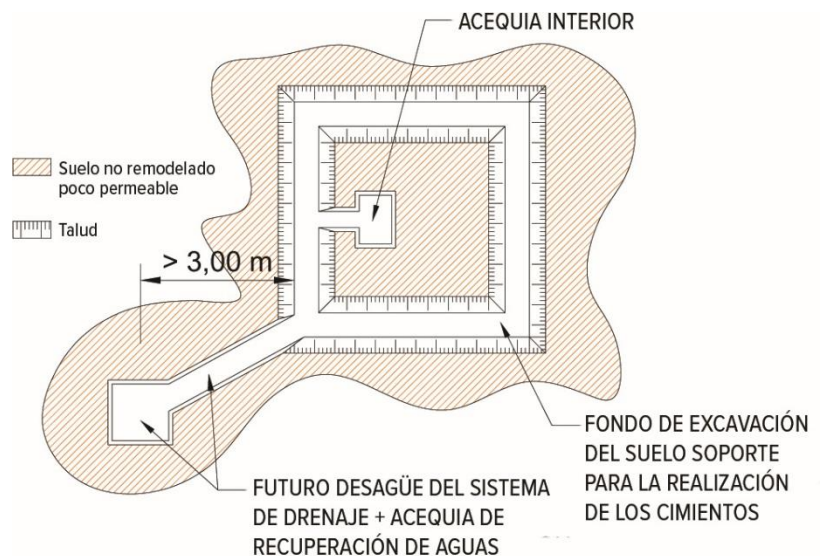 ACEQUIA INTERIOR
Suelo no remodelado
poco permeable
Talud
> 3,00 m
FONDO DE EXCAVACIÓN
DEL SUELO SOPORTE
PARA LA REALIZACIÓN
DE LOS CIMIENTOS
FUTURO DESAGÜE DEL SISTEMA
DE DRENAJE + ACEQUIA DE
RECUPERACIÓN DE AGUAS